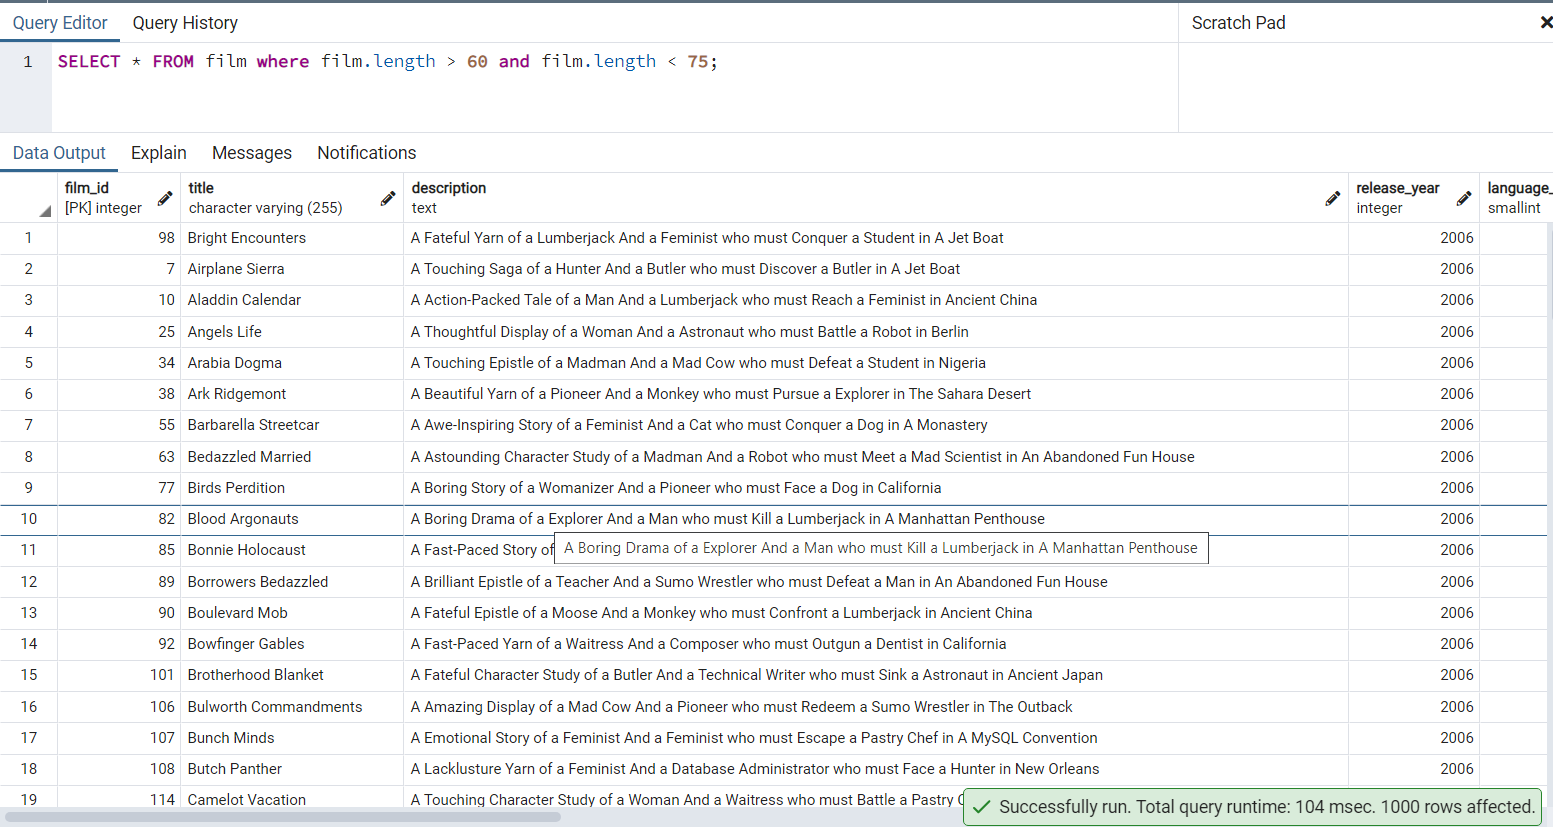 Query Editor Query History Scratch Pad
1 SELECT * FROM film where film.length > 60 and film.length < 75;
Data Output Explain Messages Notifications
film_id title description release_year language_
[PK] integer character varying (255) text integer smallint
1 98 Bright Encounters A Fateful Yarn of a Lumberjack And a Feminist who must Conquer a Student in A Jet Boat 2006
2 7 Airplane Sierra A Touching Saga of a Hunter And a Butler who must Discover a Butler in A Jet Boat 2006
3 10 Aladdin Calendar A Action-Packed Tale of a Man And a Lumberjack who must Reach a Feminist in Ancient China 2006
4 25 Angels Life A Thoughtful Display of a Woman And a Astronaut who must Battle a Robot in Berlin 2006
5 34 Arabia Dogma A Touching Epistle of a Madman And a Mad Cow who must Defeat a Student in Nigeria 2006
6 38 Ark Ridgemont A Beautiful Yarn of a Pioneer And a Monkey who must Pursue a Explorer in The Sahara Desert 2006
7 55 Barbarella Streetcar A Awe-Inspiring Story of a Feminist And a Cat who must Conquer a Dog in A Monastery 2006
8 63 Bedazzled Married A Astounding Character Study of a Madman And a Robot who must Meet a Mad Scientist in An Abandoned Fun House 2006
9 77 Birds Perdition A Boring Story of a Womanizer And a Pioneer who must Face a Dog in California 2006
10 82 Blood Argonauts A Boring Drama of a Explorer And a Man who must Kill a Lumberjack in A Manhattan Penthouse 2006
11 85 Bonnie Holocaust A Fast-Paced Story of A Boring Drama of a Explorer And a Man who must Kill a Lumberjack in A Manhattan Penthouse 2006
12 89 Borrowers Bedazzled A Brilliant Epistle of a Teacher And a Sumo Wrestler who must Defeat a Man in An Abandoned Fun House 2006
13 90 Boulevard Mob A Fateful Epistle of a Moose And a Monkey who must Confront a Lumberjack in Ancient China 2006
14 92 Bowfinger Gables A Fast-Paced Yarn of a Waitress And a Composer who must Outgun a Dentist in California 2006
15 101 Brotherhood Blanket A Fateful Character Study of a Butler And a Technical Writer who must Sink a Astronaut in Ancient Japan 2006
16 106 Bulworth Commandments A Amazing Display of a Mad Cow And a Pioneer who must Redeem a Sumo Wrestler in The Outback 2006
17 107 Bunch Minds A Emotional Story of a Feminist And a Feminist who must Escape a Pastry Chef in A MySQL Convention 2006
18 108 Butch Panther A Lacklusture Yarn of a Feminist And a Database Administrator who must Face a Hunter in New Orleans 2006
19 114 Camelot Vacation A Touching Character Study of a Woman And a Waitress who must Battle a Pastry
Successfully run. Total query runtime: 104 msec. 1000 rows affected.